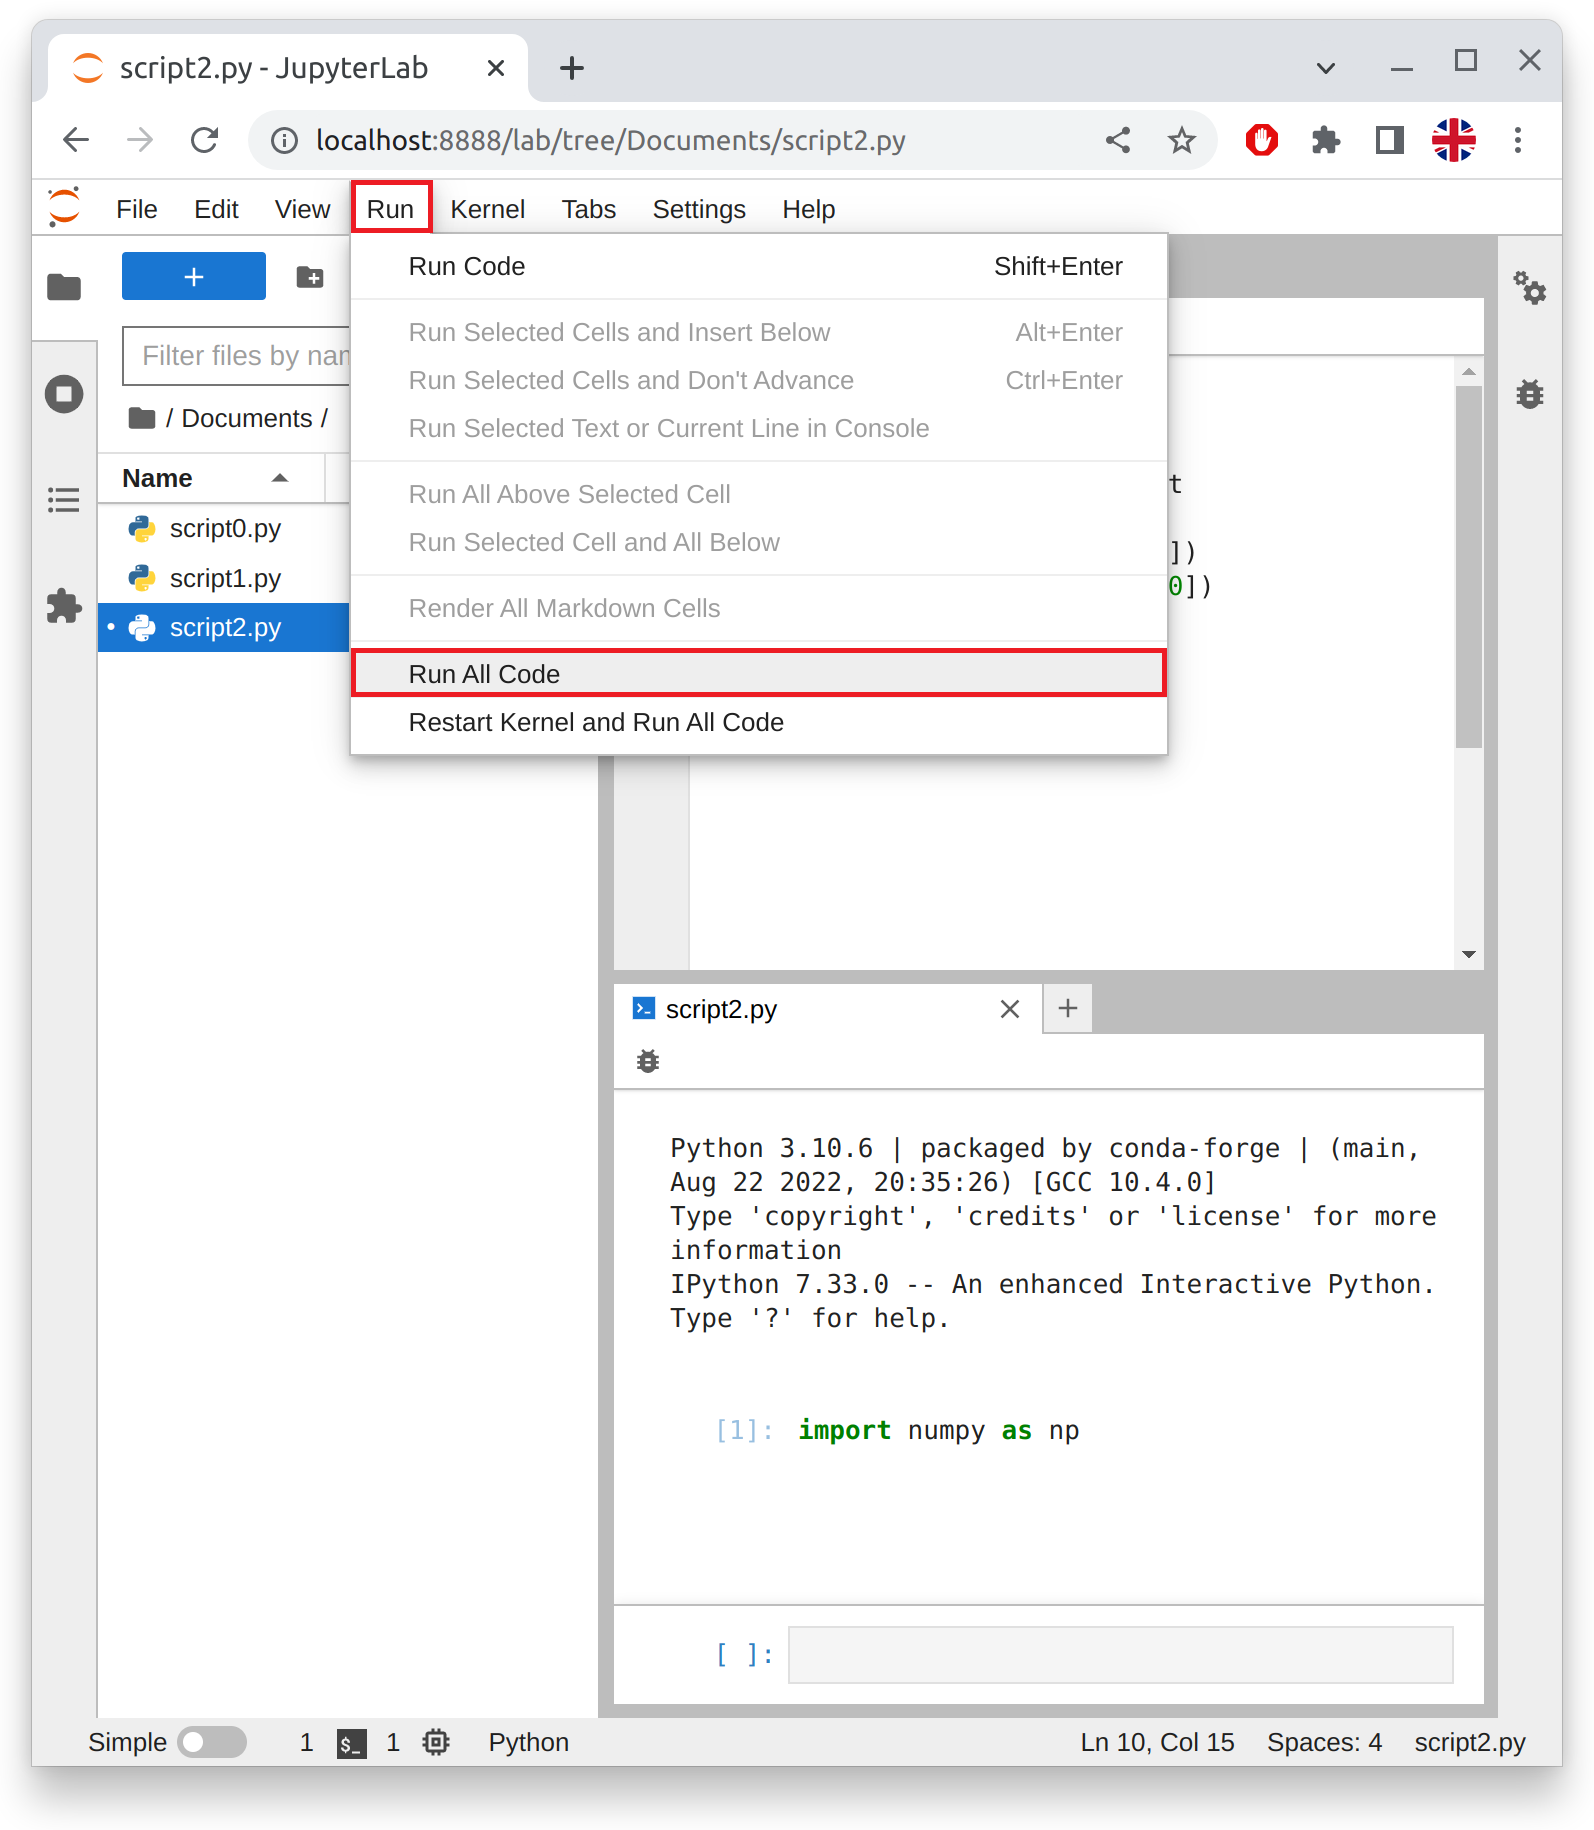 script2.py - JupyterLab
localhost:8888/lab/tree/Documents/script2.py
File Edit View Run Kernel Tabs Settings Help
Run Code Shift+Enter
Run Selected Cells and Insert Below Alt+Enter
Run Selected Cells and Don't Advance Ctrl+Enter
Run Selected Text or Current Line in Console
Run All Above Selected Cell
Run Selected Cell and All Below
Render All Markdown Cells
Run All Code
Restart Kernel and Run All Code
Filter files by nam
/ Documents /
Name
script0.py
script1.py
script2.py
t
])
0])
script2.py
Python 3.10.6 | packaged by conda-forge | (main,
Aug 22 2022, 20:35:26) [GCC 10.4.0]
Type 'copyright', 'credits' or 'license' for more
information
IPython 7.33.0 -- An enhanced Interactive Python.
Type '?' for help.
[1]: import numpy as np
[ ]:
Simple 1 $_ 1 Python Ln 10, Col 15 Spaces: 4 script2.py